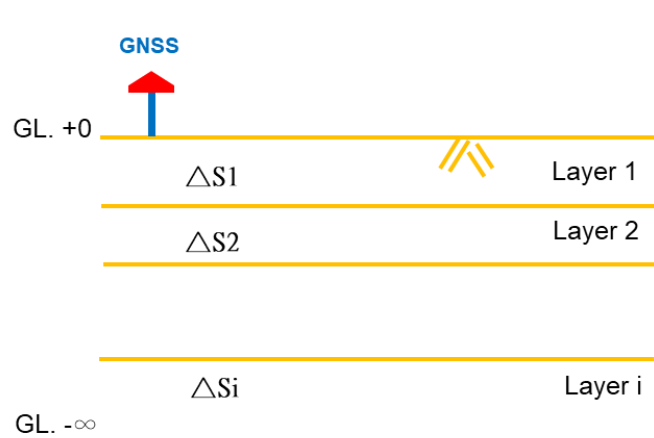 GNSS
GL. +0
△S1
Layer 1
△S2
Layer 2
△Si
Layer i
GL. -∞